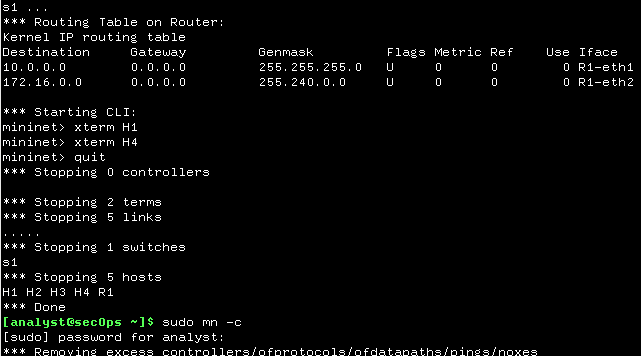 s1 ...
*** Routing Table on Router:
Kernel IP routing table
Destination     Gateway         Genmask         Flags Metric Ref    Use Iface
10.0.0.0        0.0.0.0         255.255.255.0   U     0      0        0 R1-eth1
172.16.0.0      0.0.0.0         255.240.0.0     U     0      0        0 R1-eth2
*** Starting CLI:
mininet> xterm H1
mininet> xterm H4
mininet> quit
*** Stopping 0 controllers
*** Stopping 2 terms
*** Stopping 5 links
.....
*** Stopping 1 switches
s1
*** Stopping 5 hosts
H1 H2 H3 H4 R1
*** Done
[analyst@secOps ~]$ sudo mn -c
[sudo] password for analyst:
*** Removing excess controllers/ofprotocols/ofdatapaths/pings/noxes